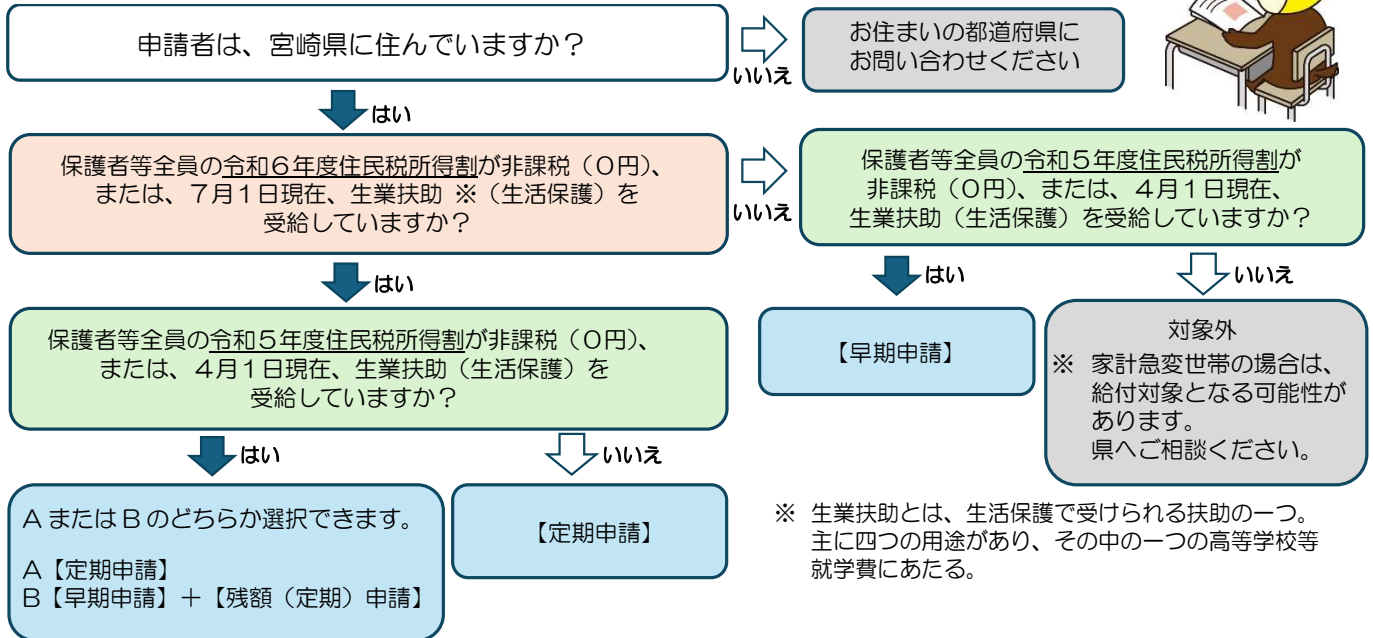 申請者は、宮崎県に住んでいますか？
いいえ
お住まいの都道府県に
お問い合わせください
はい
保護者等全員の令和６年度住民税所得割が非課税（０円）、
または、７月１日現在、生業扶助 ※（生活保護）を
受給していますか？
いいえ
保護者等全員の令和５年度住民税所得割が
非課税（０円）、または、４月１日現在、
生業扶助（生活保護）を受給していますか？
はい
はい
いいえ
保護者等全員の令和５年度住民税所得割が非課税（０円）、
または、４月１日現在、生業扶助（生活保護）を
受給していますか？
【早期申請】
対象外
※ 家計急変世帯の場合は、
給付対象となる可能性が
あります。
県へご相談ください。
はい
いいえ
A または B のどちらか選択できます。
A【定期申請】
B【早期申請】＋【残額（定期）申請】
【定期申請】
※ 生業扶助とは、生活保護で受けられる扶助の一つ。
主に四つの用途があり、その中の一つの高等学校等
就学費にあたる。